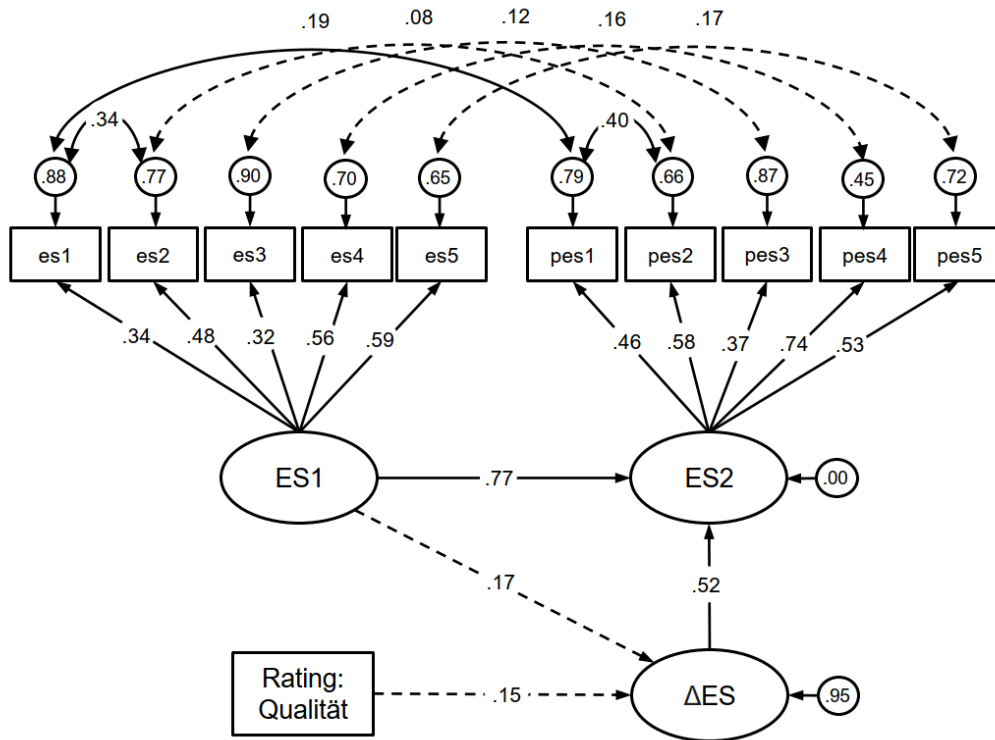 .19 .08 .12 .16 .17
.34 .40
.88 .77 .90 .70 .65 .79 .66 .87 .45 .72
es1 es2 es3 es4 es5 pes1 pes2 pes3 pes4 pes5
.34 .48 .32 .56 .59 .46 .58 .37 .74 .53
ES1 .77 ES2 .00
.17 .52
Rating:
Qualität
.15 ΔES .95